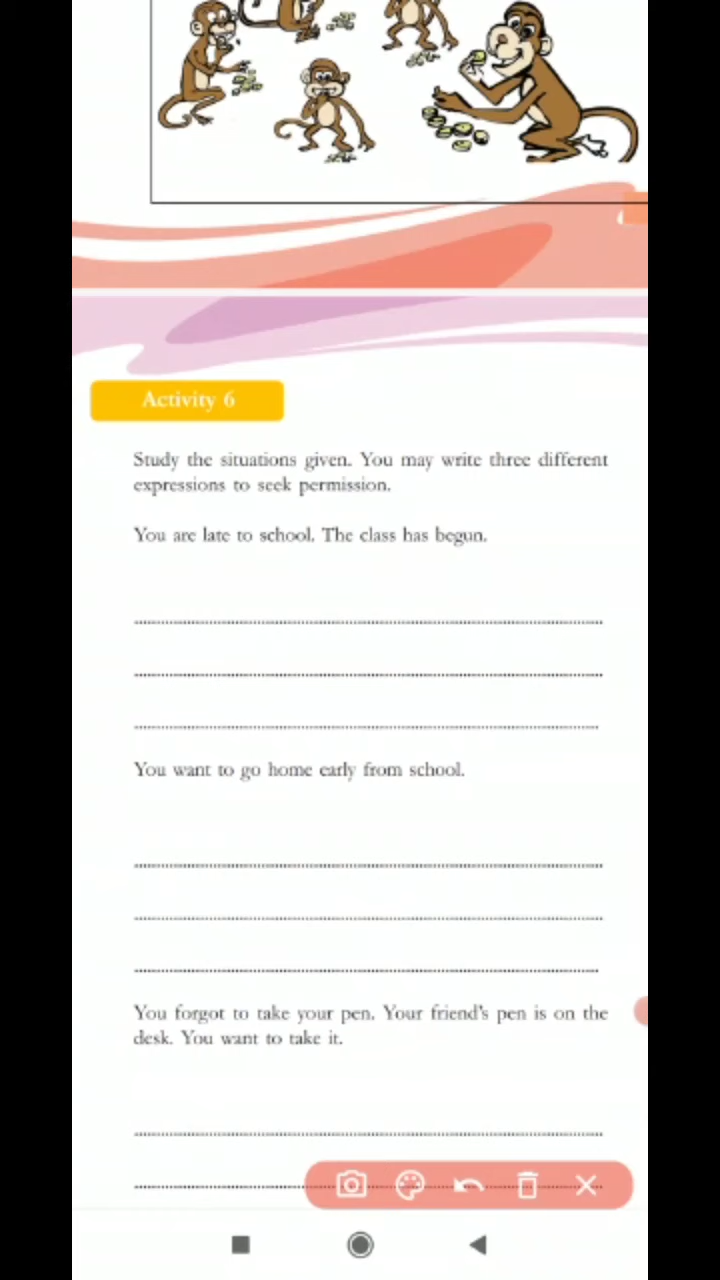 Activity 6
Study the situations given. You may write three different
expressions to seek permission.
You are late to school. The class has begun.
You want to go home early from school.
You forgot to take your pen. Your friend's pen is on the
desk. You want to take it.